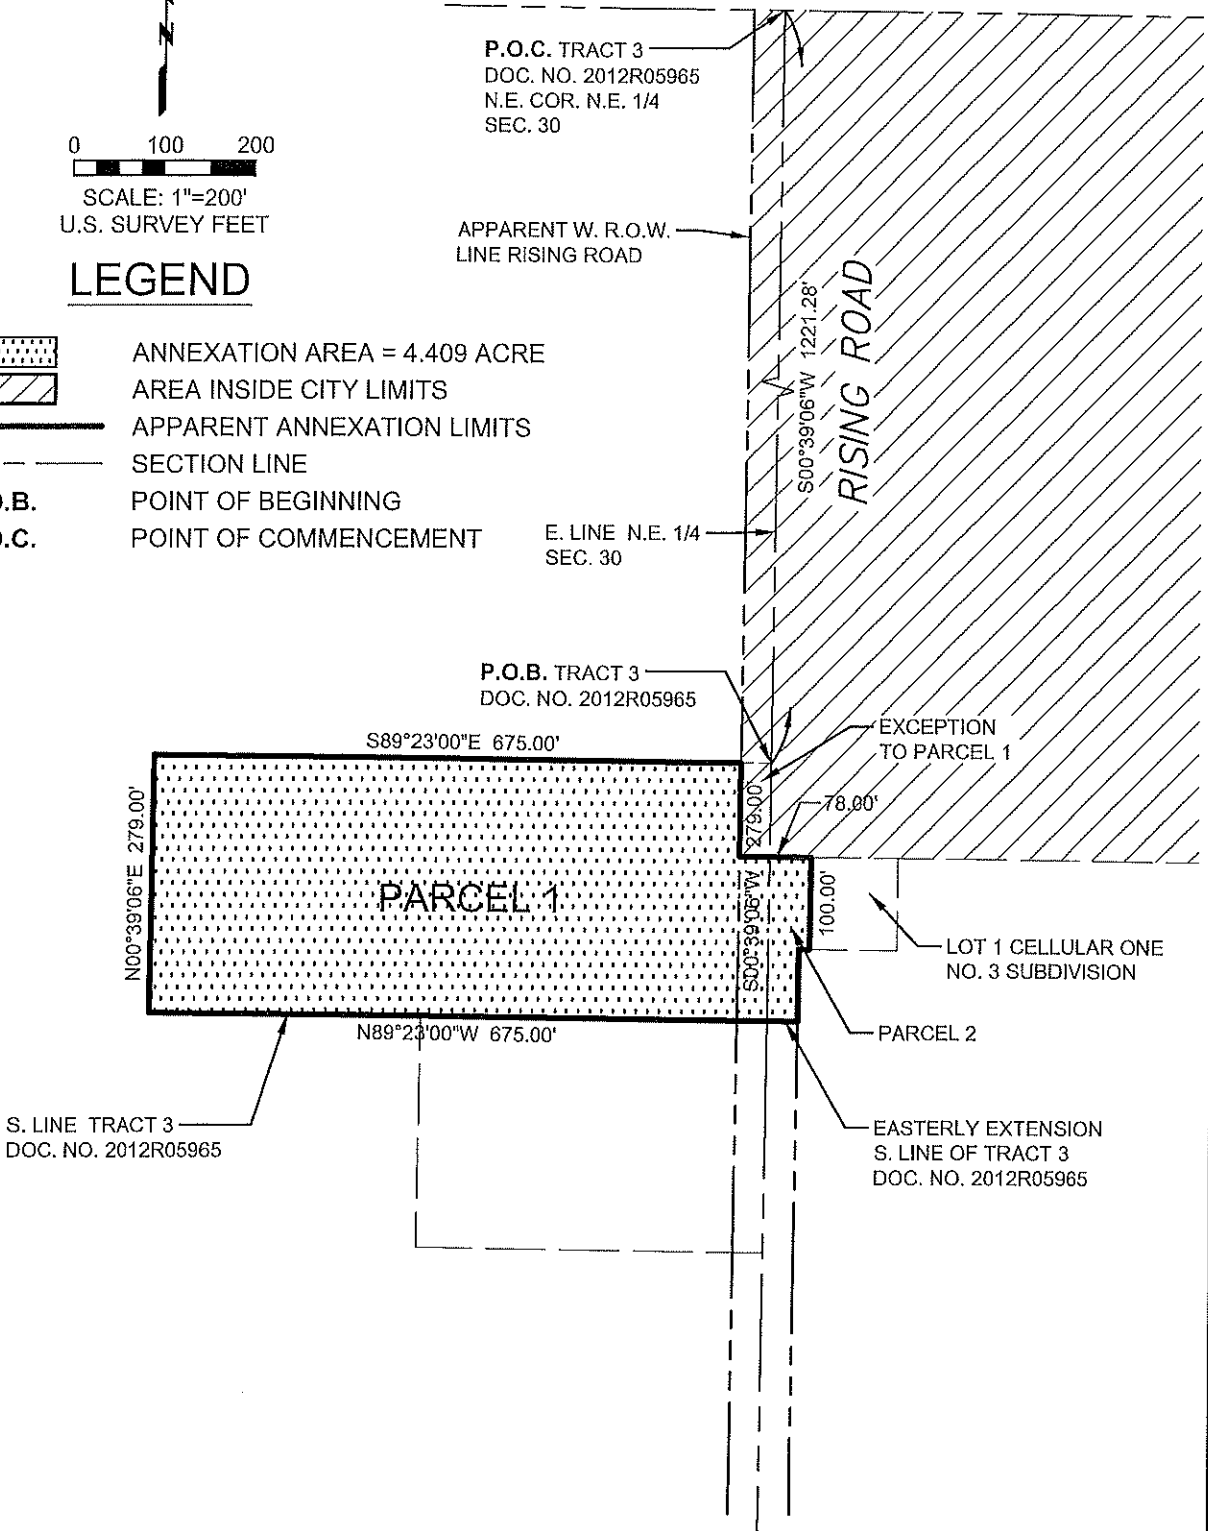 N
P.O.C. TRACT 3
DOC. NO. 2012R05965
N.E. COR. N.E. 1/4
SEC. 30
0 100 200
SCALE: 1"=200'
U.S. SURVEY FEET
APPARENT W. R.O.W.
LINE RISING ROAD
LEGEND
S00°39'06"W 1221.28'
RISING ROAD
ANNEXATION AREA = 4.409 ACRE
AREA INSIDE CITY LIMITS
APPARENT ANNEXATION LIMITS
SECTION LINE
.B. POINT OF BEGINNING
.C. POINT OF COMMENCEMENT
E. LINE N.E. 1/4
SEC. 30
P.O.B. TRACT 3
DOC. NO. 2012R05965
EXCEPTION
TO PARCEL 1
S89°23'00"E 675.00'
N00°39'06"E 279.00'
S00°39'06"W 279.00'
78.00'
100.00'
PARCEL 1
LOT 1 CELLULAR ONE
NO. 3 SUBDIVISION
N89°23'00"W 675.00'
PARCEL 2
S. LINE TRACT 3
DOC. NO. 2012R05965
EASTERLY EXTENSION
S. LINE OF TRACT 3
DOC. NO. 2012R05965